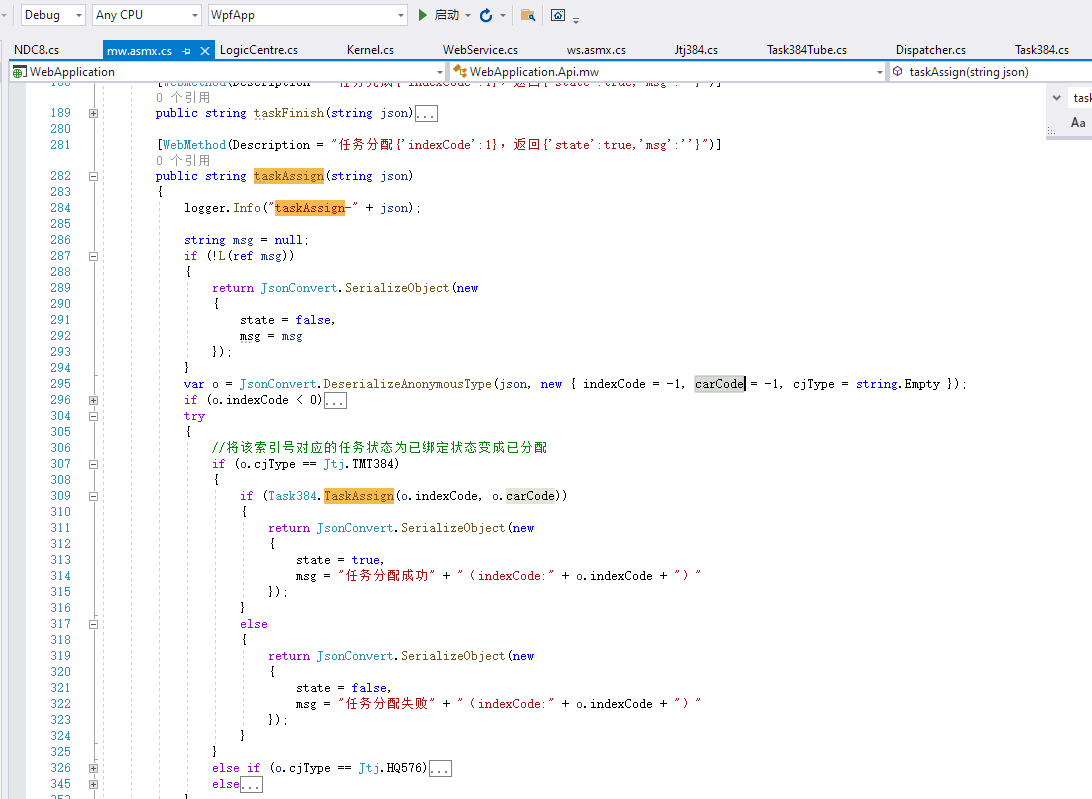 Debug Any CPU WpfApp 启动
NDC8.cs mw.asmx.cs LogicCentre.cs Kernel.cs WebService.cs ws.asmx.cs Jtj384.cs Task384Tube.cs Dispatcher.cs Task384.cs
WebApplication WebApplication.Api.mw taskAssign(string json)
task
Aa
0 个引用
189 public string taskFinish(string json)...
280
281 [WebMethod(Description = "任务分配{'indexCode':1}，返回{'state':true,'msg':''}")]
0 个引用
282 public string taskAssign(string json)
283 {
284 logger.Info("taskAssign-" + json);
285
286 string msg = null;
287 if (!L(ref msg))
288 {
289 return JsonConvert.SerializeObject(new
290 {
291 state = false,
292 msg = msg
293 });
294 }
295 var o = JsonConvert.DeserializeAnonymousType(json, new { indexCode = -1, carCode = -1, cjType = string.Empty });
296 if (o.indexCode < 0)...
304 try
305 {
306 //将该索引号对应的任务状态为已绑定状态变成已分配
307 if (o.cjType == Jtj.TMT384)
308 {
309 if (Task384.TaskAssign(o.indexCode, o.carCode))
310 {
311 return JsonConvert.SerializeObject(new
312 {
313 state = true,
314 msg = "任务分配成功" + "（indexCode:" + o.indexCode + "）"
315 });
316 }
317 else
318 {
319 return JsonConvert.SerializeObject(new
320 {
321 state = false,
322 msg = "任务分配失败" + "（indexCode:" + o.indexCode + "）"
323 });
324 }
325 }
326 else if (o.cjType == Jtj.HQ576)...
345 else...